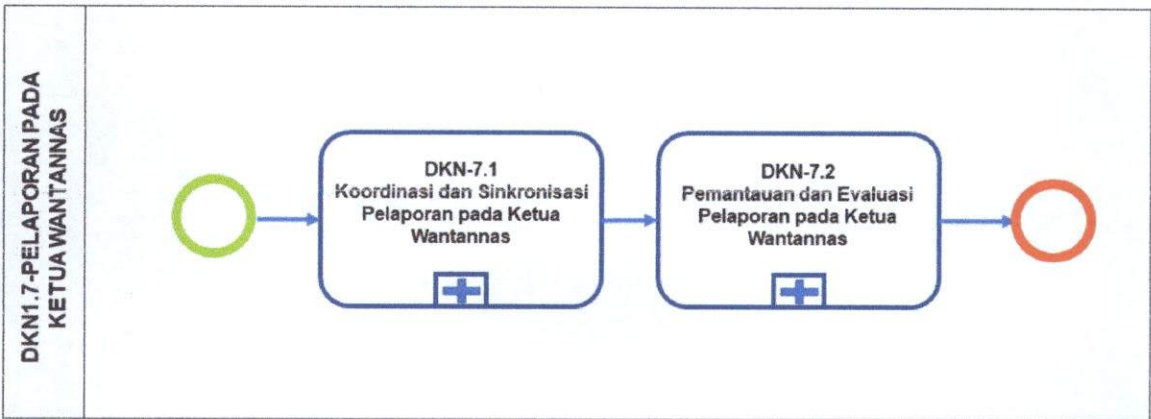 DKN1.7-PELAPORAN PADA
KETUA WANTANNAS
DKN-7.1
Koordinasi dan Sinkronisasi
Pelaporan pada Ketua
Wantannas
DKN-7.2
Pemantauan dan Evaluasi
Pelaporan pada Ketua
Wantannas